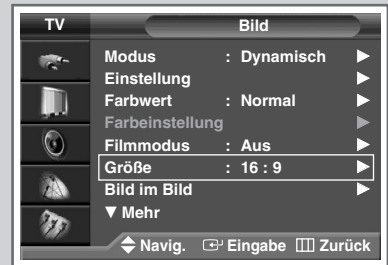 TV Bild
Modus : Dynamisch ▶
Einstellung ▶
Farbwert : Normal ▶
Farbeinstellung ▶
Filmmodus : Aus ▶
Größe : 16 : 9 ▶
Bild im Bild ▶
▼ Mehr
Navig. Eingabe Zurück